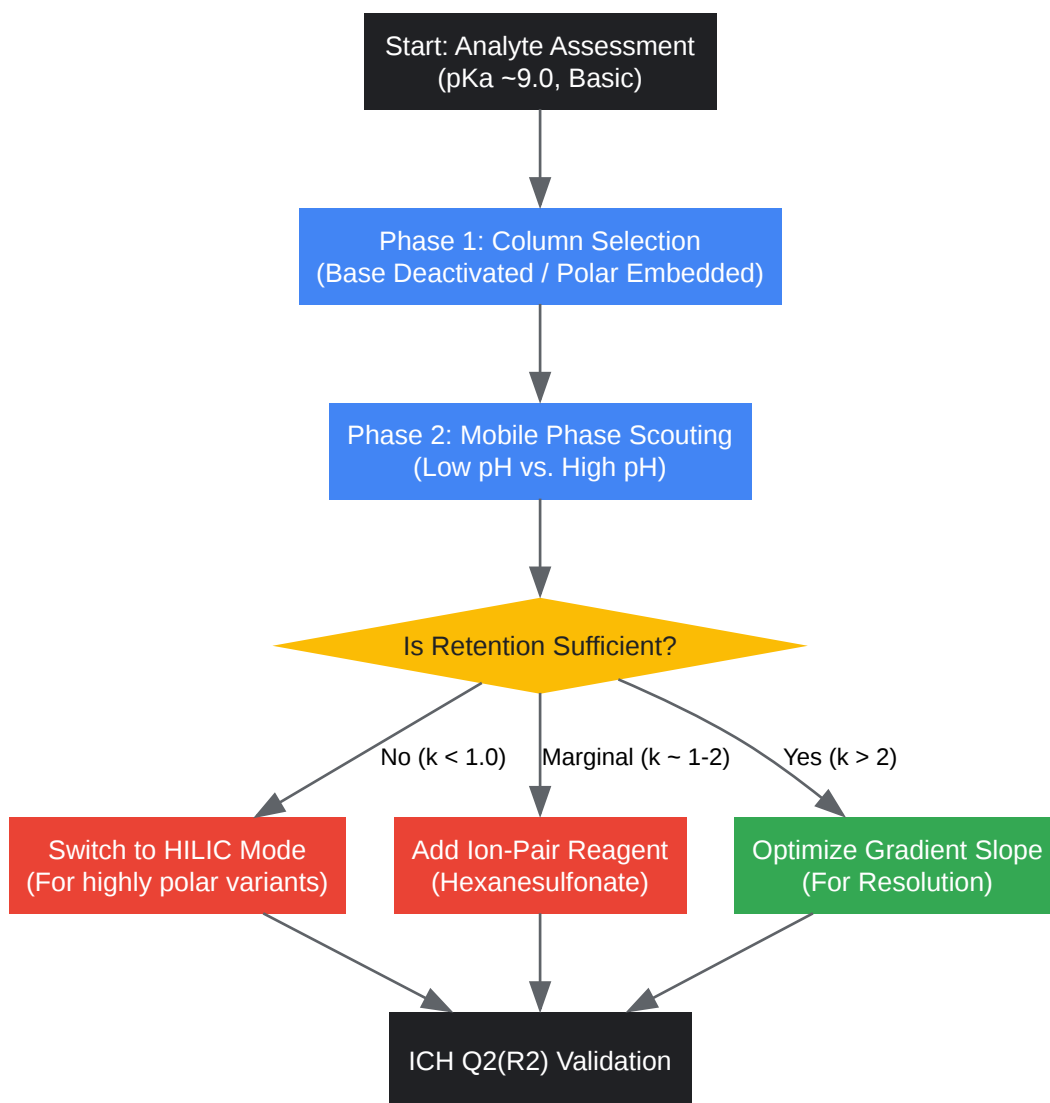 Start: Analyte Assessment
(pKa ~9.0, Basic)
Phase 1: Column Selection
(Base Deactivated / Polar Embedded)
Phase 2: Mobile Phase Scouting
(Low pH vs. High pH)
Is Retention Sufficient?
No (k < 1.0)
Marginal (k ~ 1-2)
Yes (k > 2)
Switch to HILIC Mode
(For highly polar variants)
Add Ion-Pair Reagent
(Hexanesulfonate)
Optimize Gradient Slope
(For Resolution)
ICH Q2(R2) Validation